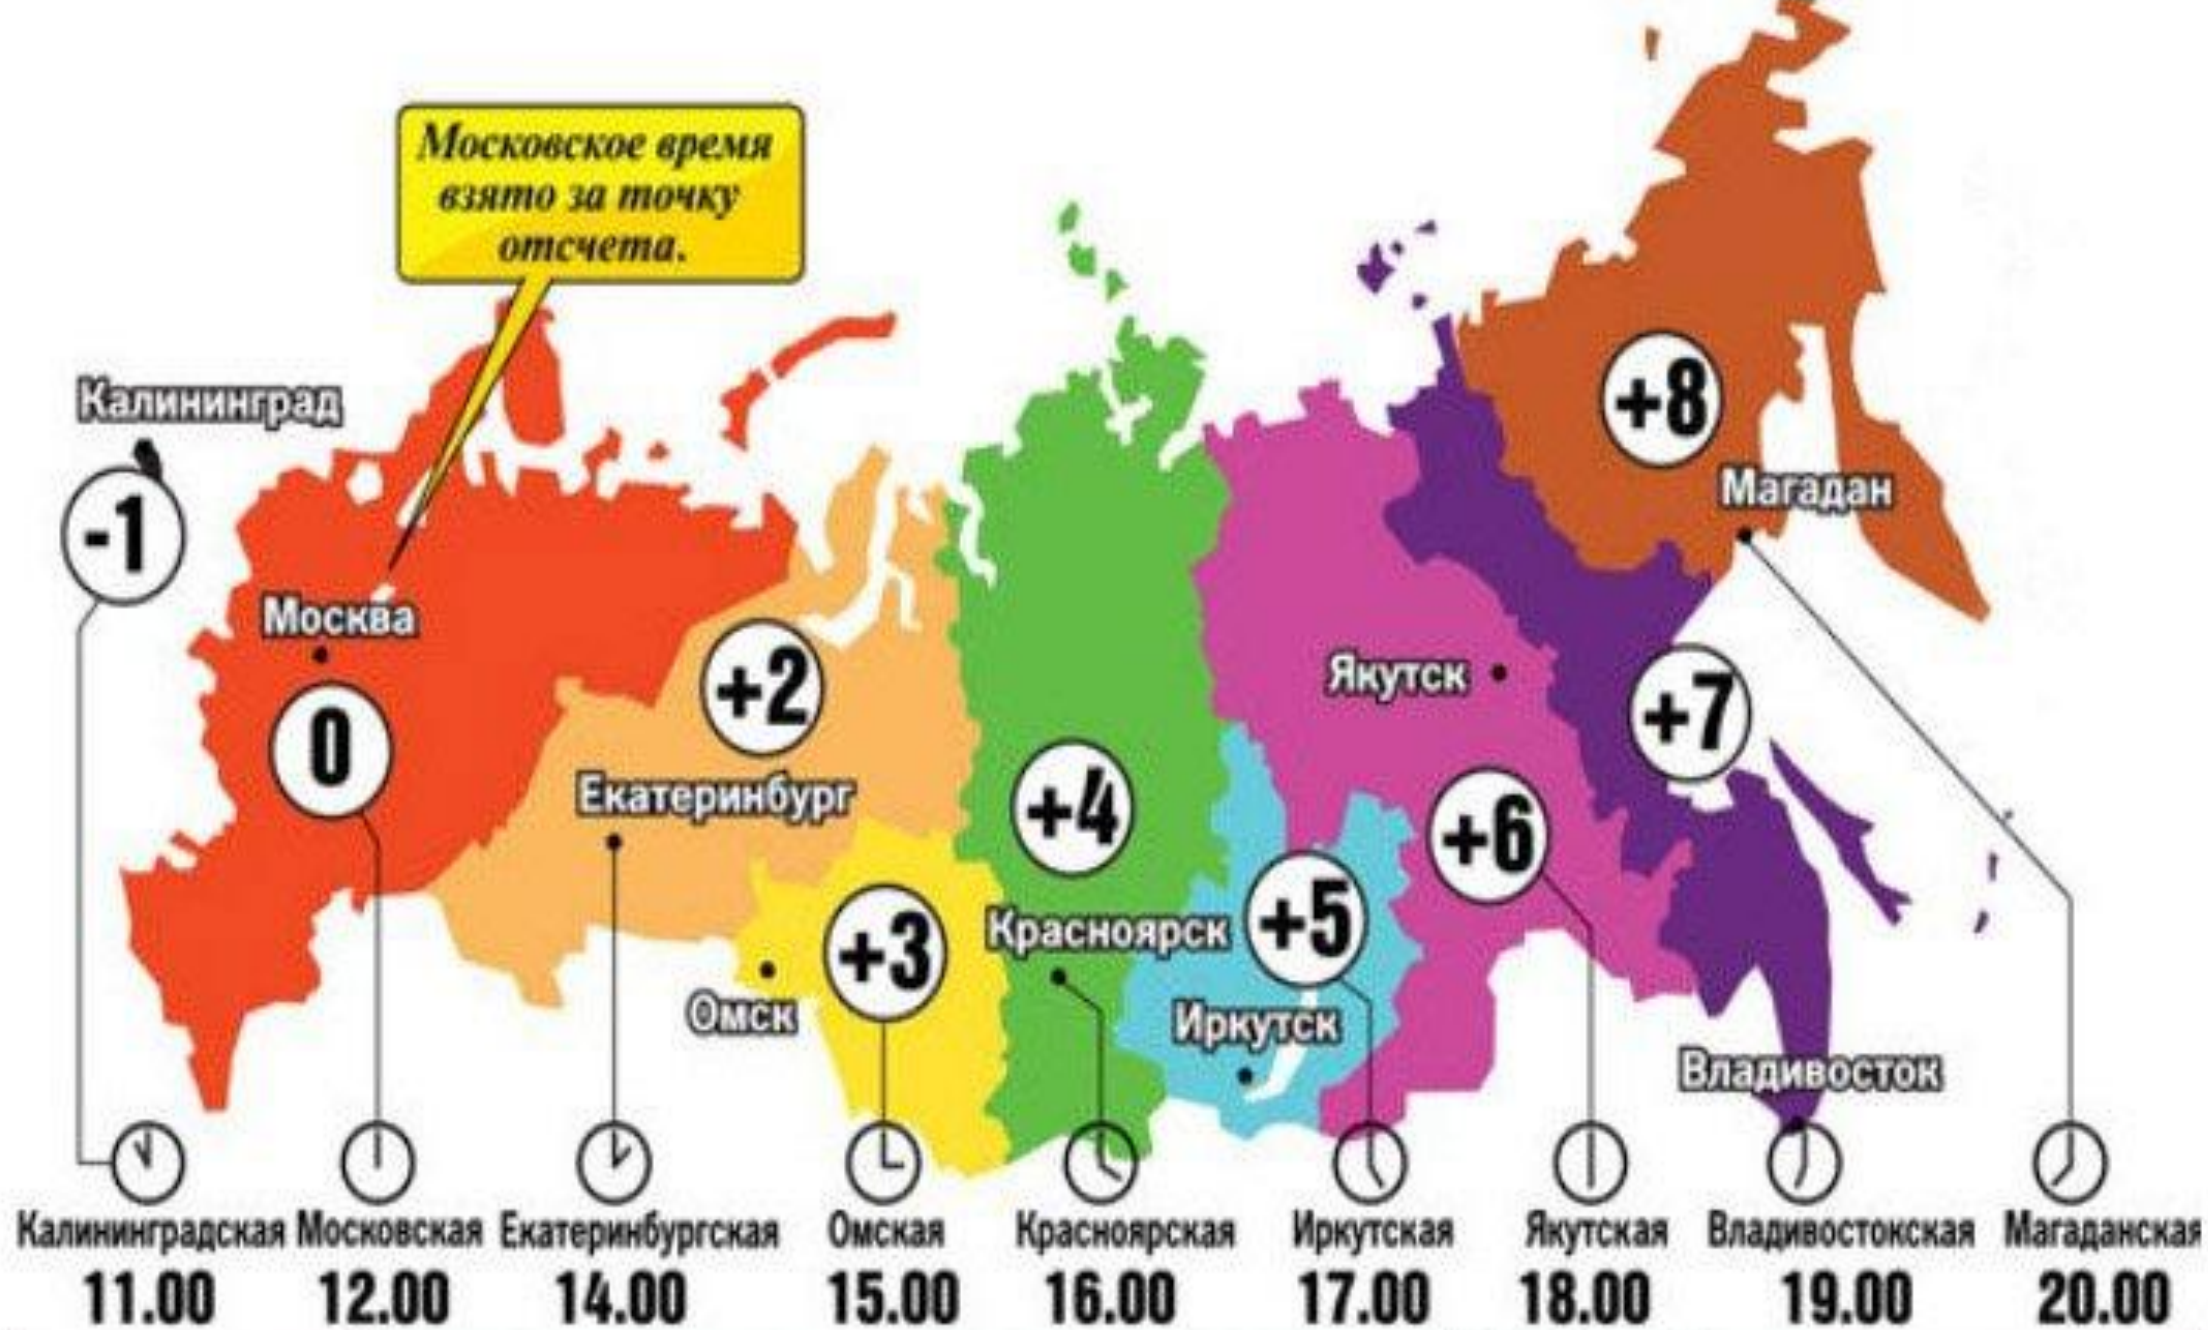 Московское время
взято за точку
отсчета.
Калининград
-1
Москва
0
+2
Екатеринбург
Омск
+3
+4
Красноярск
+5
Иркутск
Якутск
+6
+7
Владивосток
+8
Магадан
Калининградская Московская Екатеринбургская Омская Красноярская Иркутская Якутская Владивостокская Магаданская
11.00 12.00 14.00 15.00 16.00 17.00 18.00 19.00 20.00